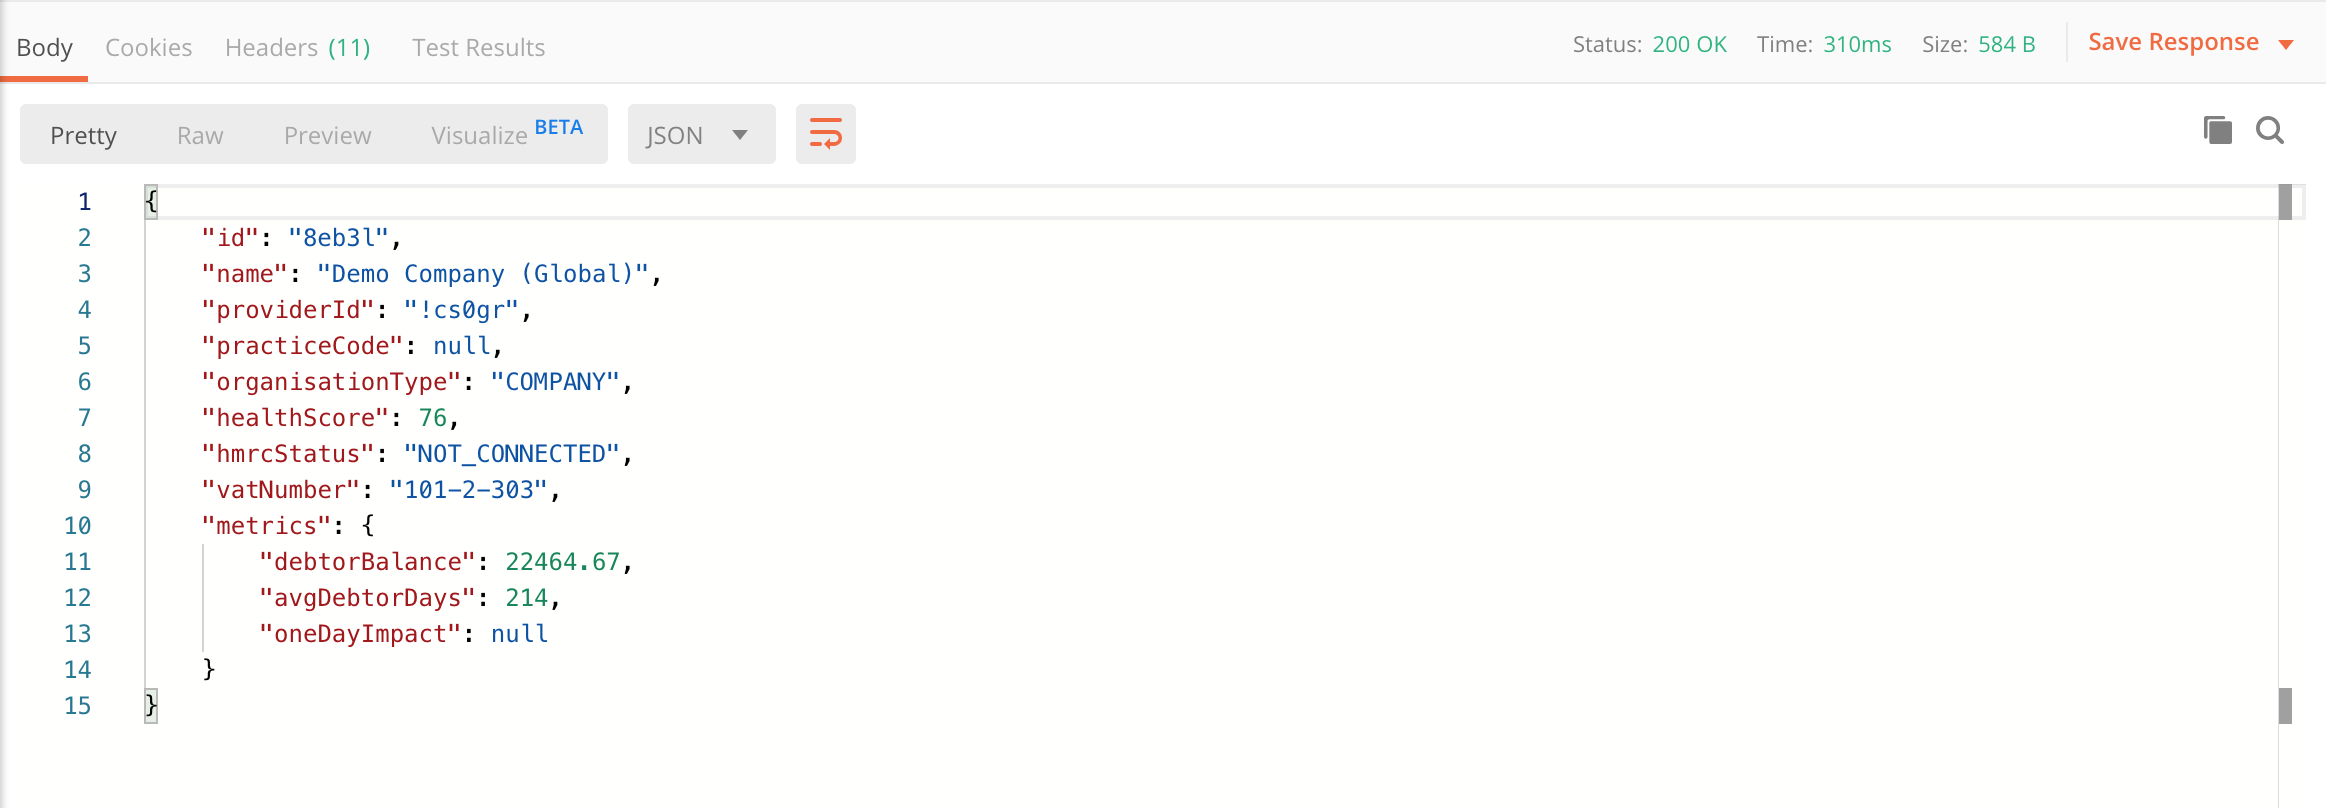 Body Cookies Headers (11) Test Results Status: 200 OK Time: 310ms Size: 584 B Save Response
Pretty Raw Preview Visualize BETA JSON
1 {
2 "id": "8eb3l",
3 "name": "Demo Company (Global)",
4 "providerId": "!cs0gr",
5 "practiceCode": null,
6 "organisationType": "COMPANY",
7 "healthScore": 76,
8 "hmrcStatus": "NOT_CONNECTED",
9 "vatNumber": "101-2-303",
10 "metrics": {
11 "debtorBalance": 22464.67,
12 "avgDebtorDays": 214,
13 "oneDayImpact": null
14 }
15 }